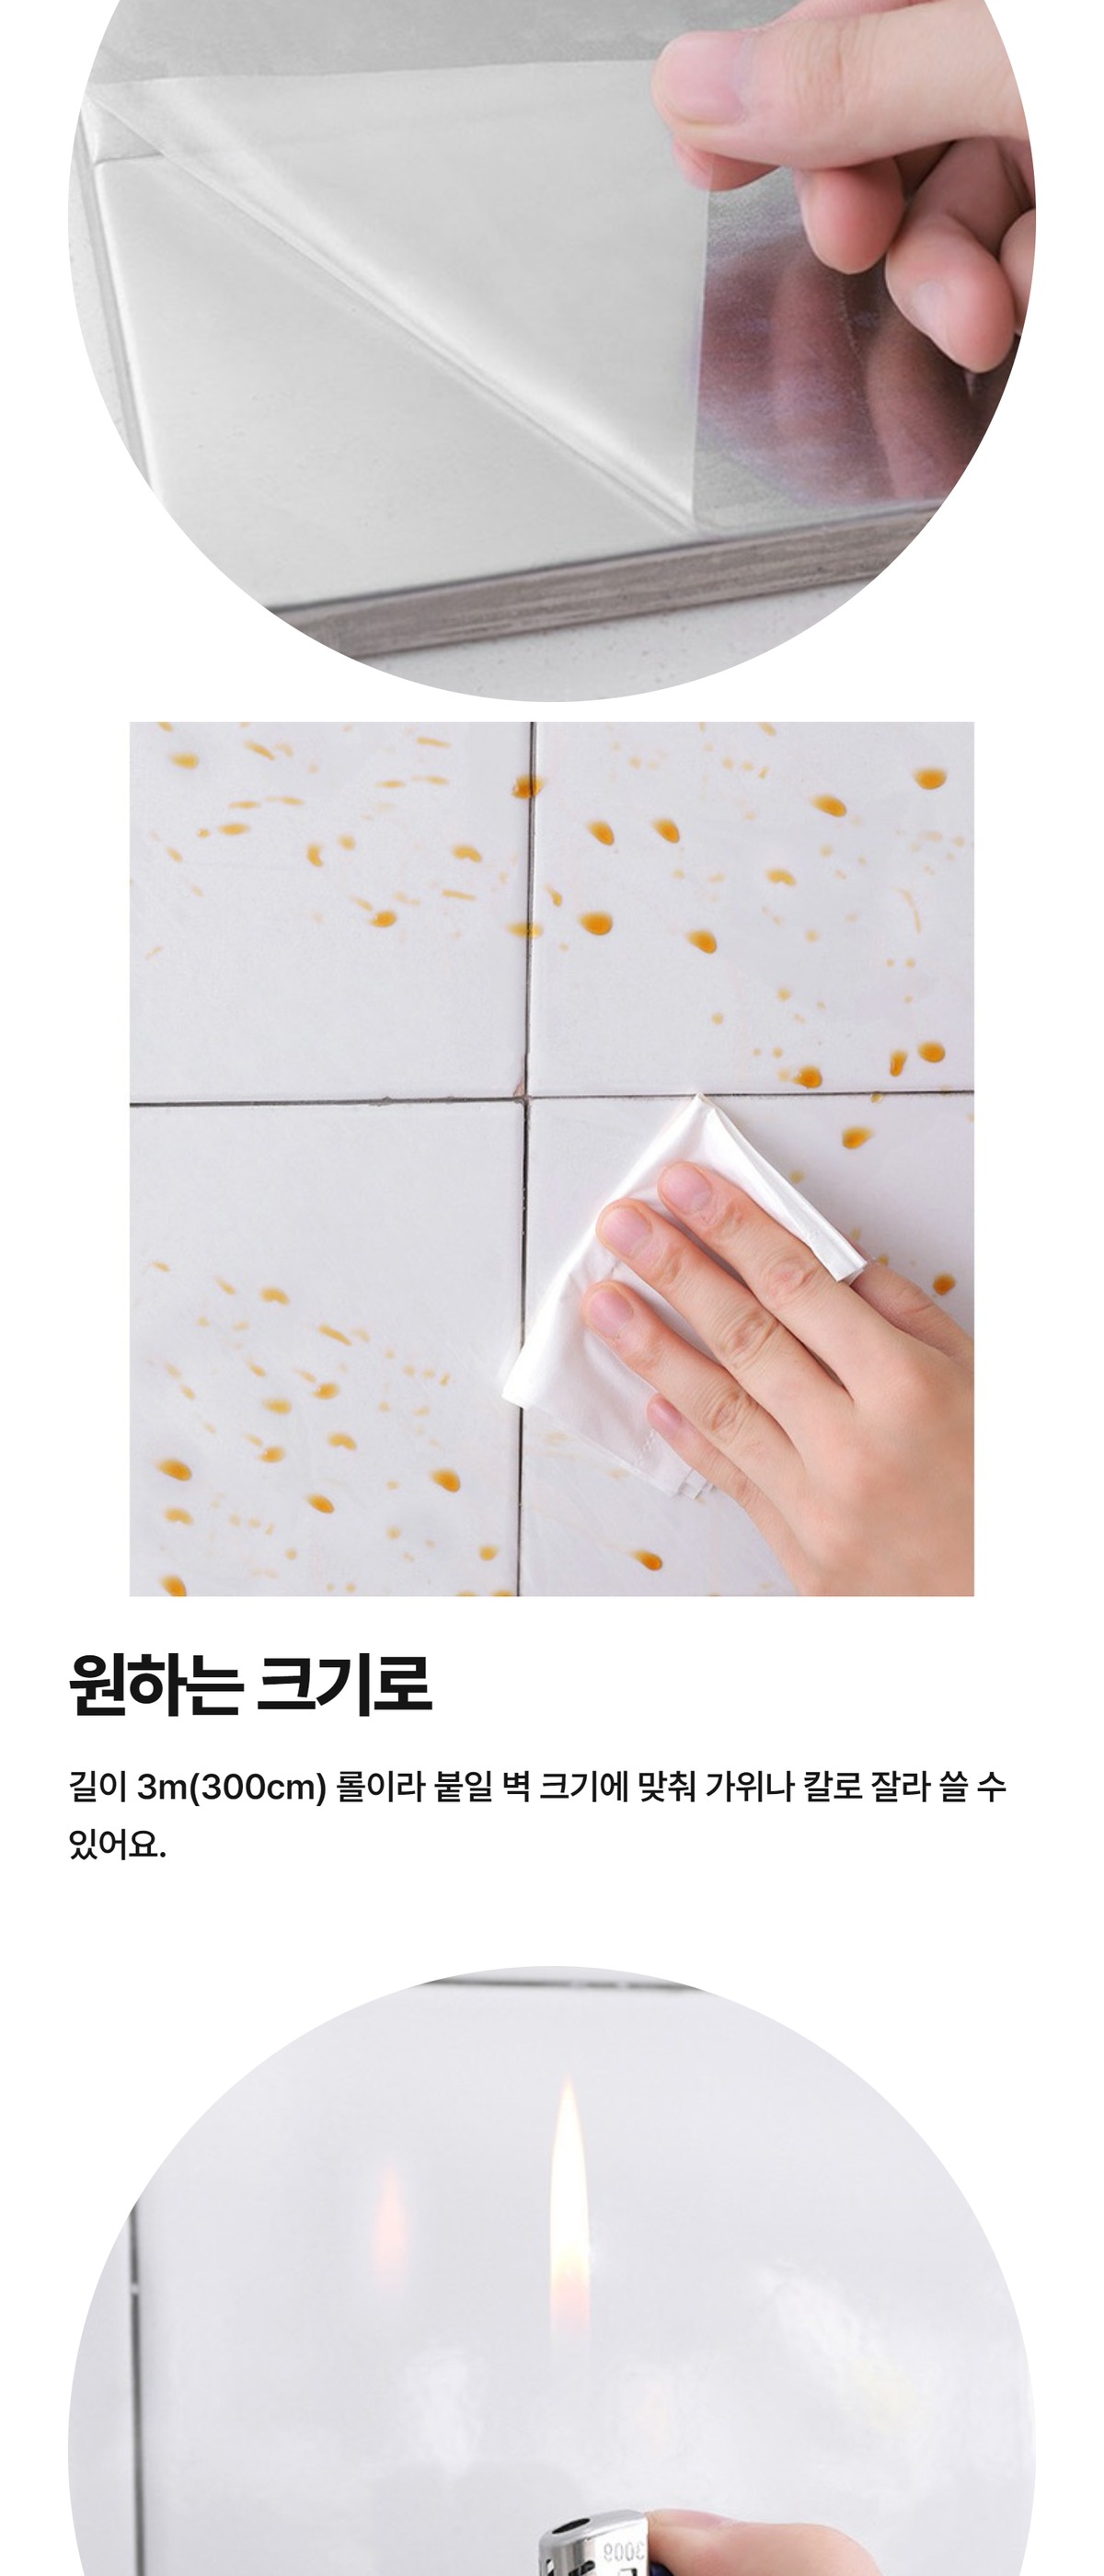 원하는 크기로
길이 3m(300cm) 롤이라 붙일 벽 크기에 맞춰 가위나 칼로 잘라 쓸 수
있어요.
3009